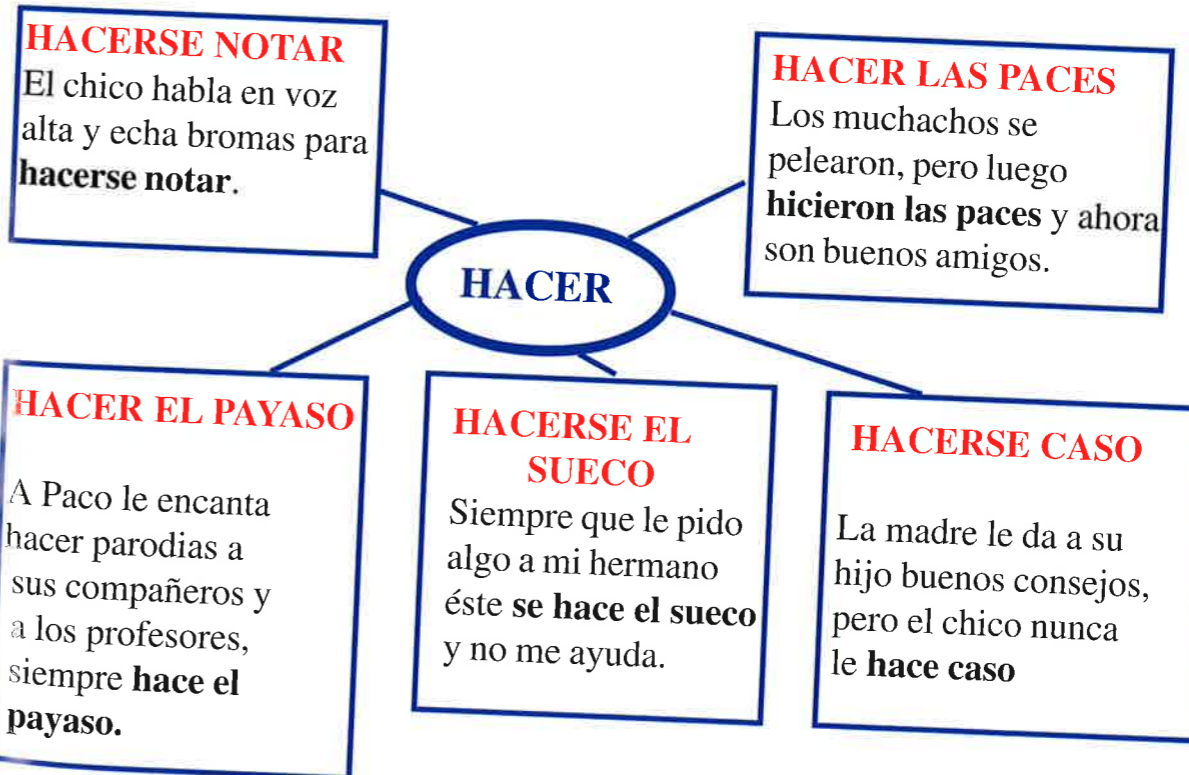 HACERSE NOTAR
El chico habla en voz
alta y echa bromas para
hacerse notar.
HACER LAS PACES
Los muchachos se
pelearon, pero luego
hicieron las paces y ahora
son buenos amigos.
HACER
HACER EL PAYASO
A Paco le encanta
hacer parodias a
sus compañeros y
a los profesores,
siempre hace el
payaso.
HACERSE EL
SUECO
Siempre que le pido
algo a mi hermano
éste se hace el sueco
y no me ayuda.
HACERSE CASO
La madre le da a su
hijo buenos consejos,
pero el chico nunca
le hace caso